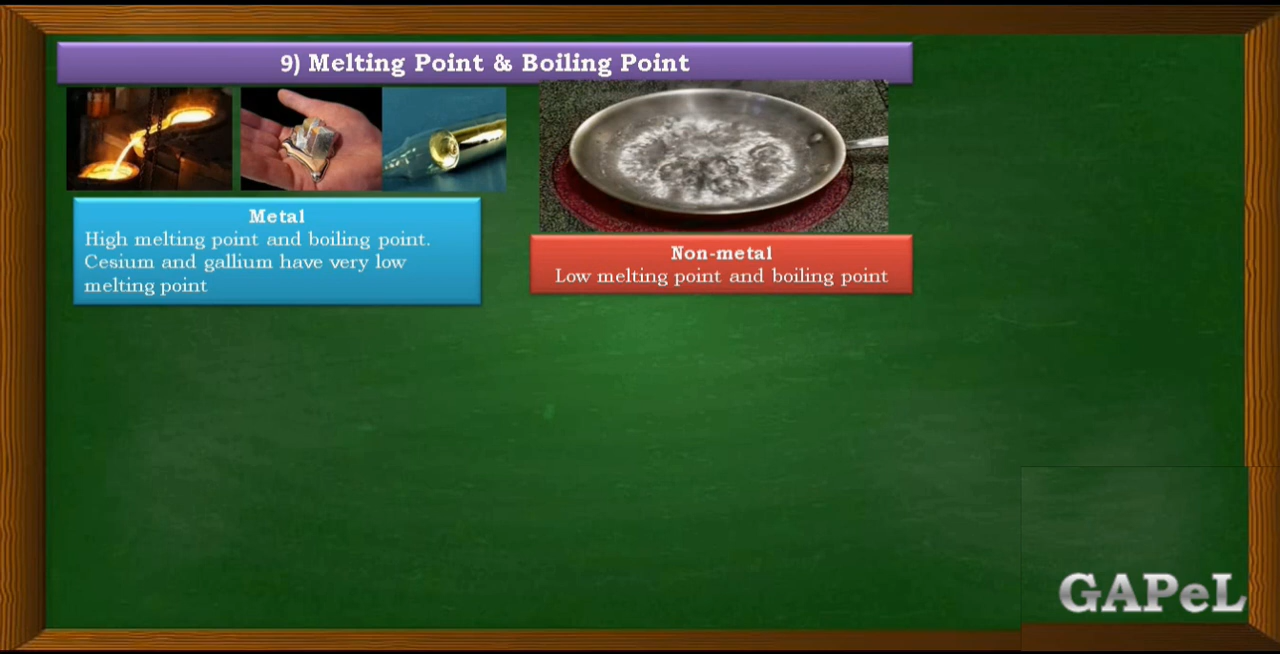 9) Melting Point & Boiling Point
Metal
High melting point and boiling point.
Cesium and gallium have very low
melting point
Non-metal
Low melting point and boiling point
GAPeL